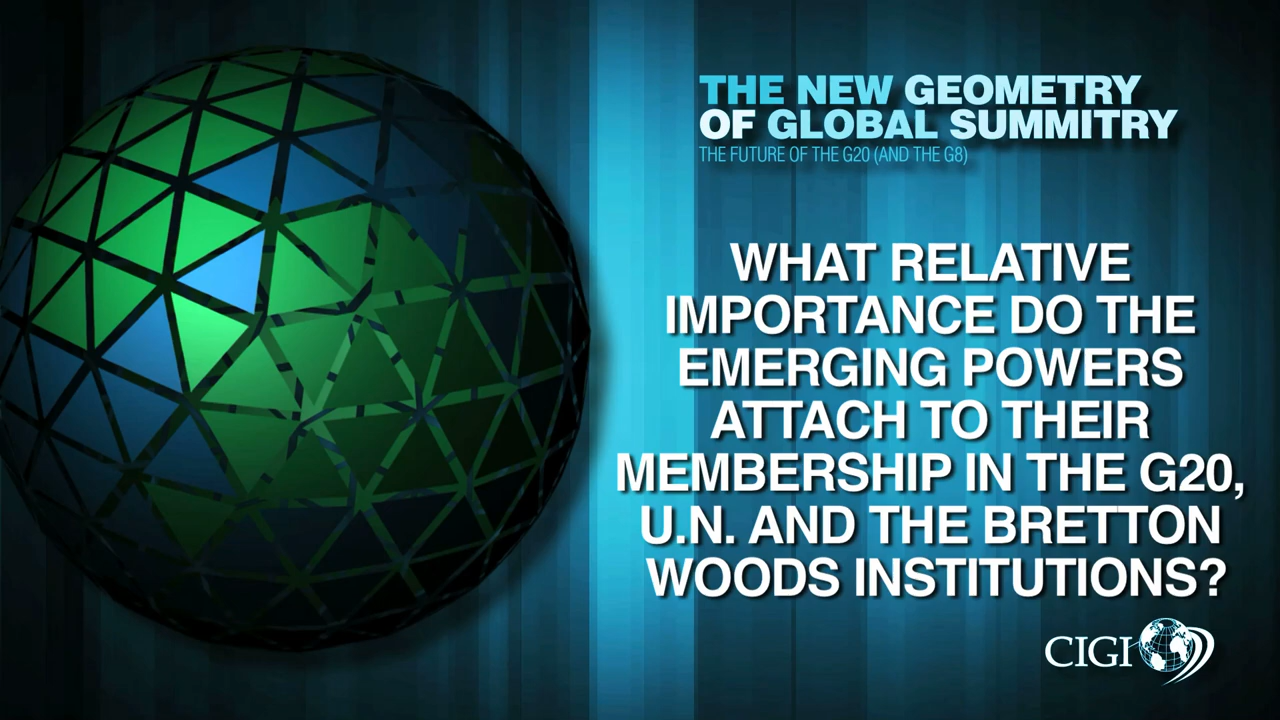 THE NEW GEOMETRY
OF GLOBAL SUMMITRY
THE FUTURE OF THE G20 (AND THE G8)
WHAT RELATIVE
IMPORTANCE DO THE
EMERGING POWERS
ATTACH TO THEIR
MEMBERSHIP IN THE G20,
U.N. AND THE BRETTON
WOODS INSTITUTIONS?
CIGI